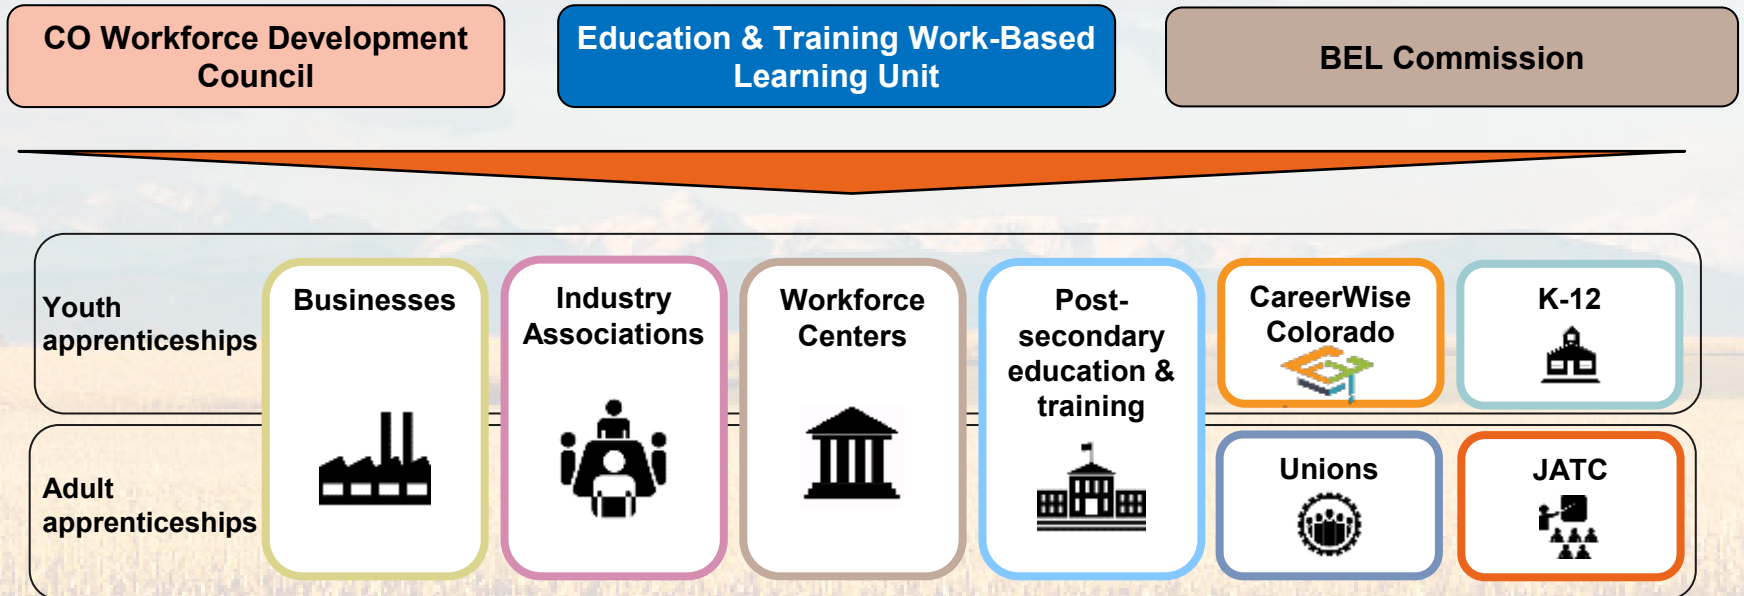 CO Workforce Development
Council
Education & Training Work-Based
Learning Unit
BEL Commission
Youth
apprenticeships
Businesses
Industry
Associations
Workforce
Centers
Post-
secondary
education &
training
CareerWise
Colorado
K-12
Adult
apprenticeships
Unions
JATC